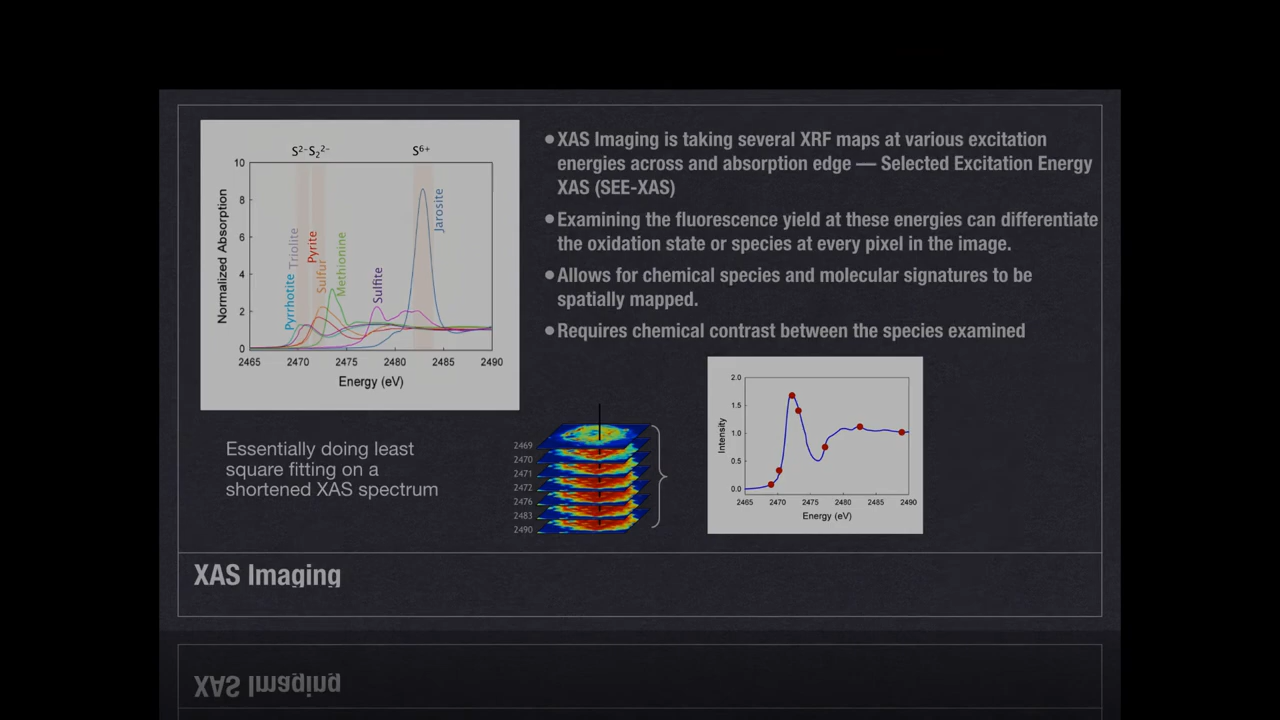 S2- S22- S6+
10
8
6
4
2
0
Normalized Absorption
Pyrrhotite
Triolite
Pyrite
Sulfur
Methionine
Sulfite
Jarosite
2465 2470 2475 2480 2485 2490
Energy (eV)
•XAS Imaging is taking several XRF maps at various excitation
energies across and absorption edge — Selected Excitation Energy
XAS (SEE-XAS)
•Examining the fluorescence yield at these energies can differentiate
the oxidation state or species at every pixel in the image.
•Allows for chemical species and molecular signatures to be
spatially mapped.
•Requires chemical contrast between the species examined
Essentially doing least
square fitting on a
shortened XAS spectrum
2469
2470
2471
2472
2476
2483
2490
2.0
1.5
1.0
0.5
0.0
Intensity
2465 2470 2475 2480 2485 2490
Energy (eV)
XAS Imaging
XAS Imaging